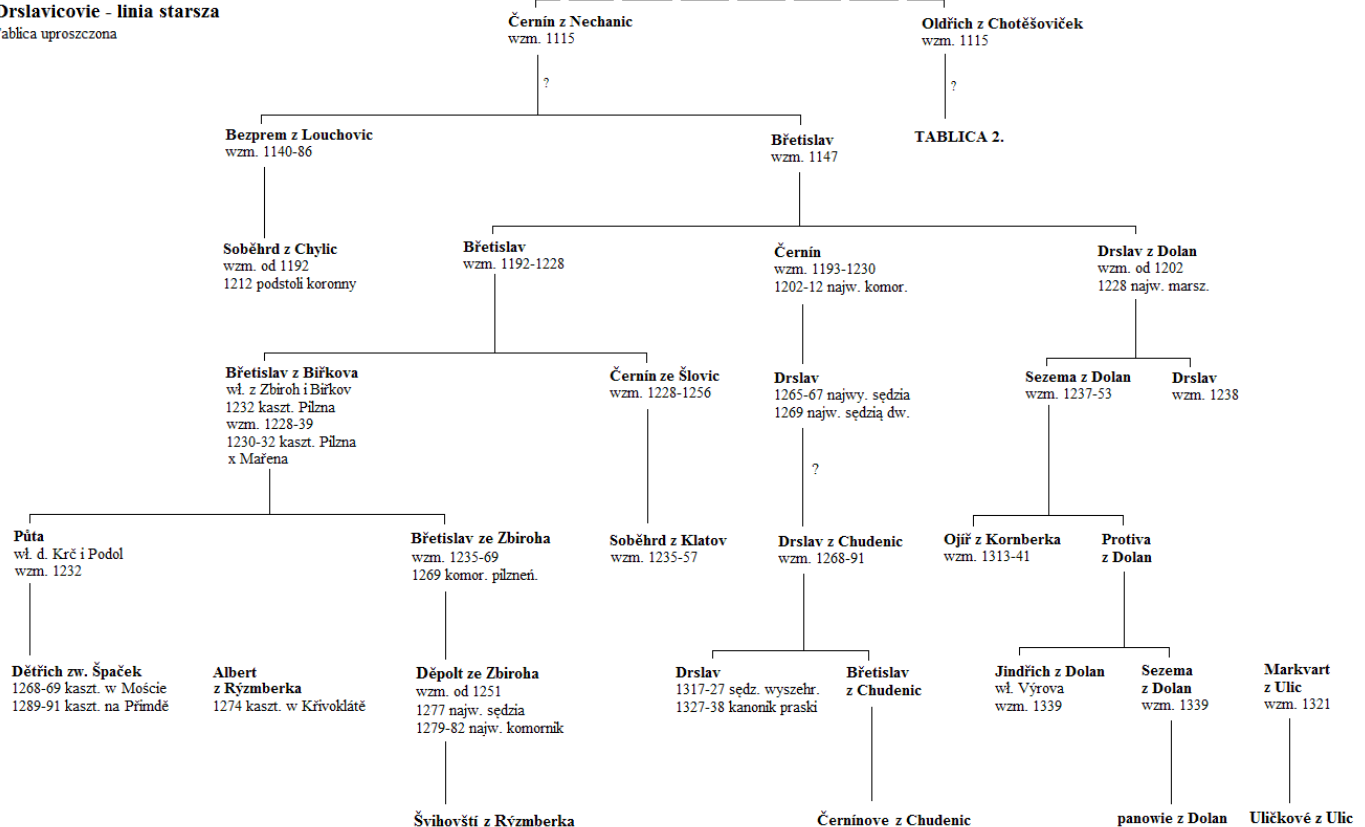 Drslavicovie - linia starsza
Tablica uproszczona
Černín z Nechanic
wzm. 1115
Oldřich z Chotěšoviček
wzm. 1115
?
?
Bezprem z Louchovic
wzm. 1140-86
Břetislav
wzm. 1147
TABLICA 2.
Soběhrd z Chylic
wzm. od 1192
1212 podstoli koronny
Břetislav
wzm. 1192-1228
Černín
wzm. 1193-1230
1202-12 najw. komor.
Drslav z Dolan
wzm. od 1202
1228 najw. marsz.
Břetislav z Biřkova
wł. z Zbiroh i Biřkov
1232 kaszt. Pilzna
wzm. 1228-39
1230-32 kaszt. Pilzna
x Mařena
Černín ze Šlovic
wzm. 1228-1256
Drslav
1265-67 najwy. sędzia
1269 najw. sędzią dw.
Sezema z Dolan
wzm. 1237-53
Drslav
wzm. 1238
?
Půta
wł. d. Krč i Podol
wzm. 1232
Břetislav ze Zbiroha
wzm. 1235-69
1269 komor. pilzneń.
Soběhrd z Klatov
wzm. 1235-57
Drslav z Chudenic
wzm. 1268-91
Ojíř z Kornberka
wzm. 1313-41
Protiva
z Dolan
Dětřich zw. Špaček
1268-69 kaszt. w Moście
1289-91 kaszt. na Přimdě
Albert
z Rýzmberka
1274 kaszt. w Křivoklátě
Děpolt ze Zbiroha
wzm. od 1251
1277 najw. sędzia
1279-82 najw. komornik
Drslav
1317-27 sędz. wyszehr.
1327-38 kanonik praski
Břetislav
z Chudenic
Jindřich z Dolan
wł. Výrova
wzm. 1339
Sezema
z Dolan
wzm. 1339
Markvart
z Ulic
wzm. 1321
Švihovští z Rýzmberka
Černínove z Chudenic
panowie z Dolan
Uličkové z Ulic